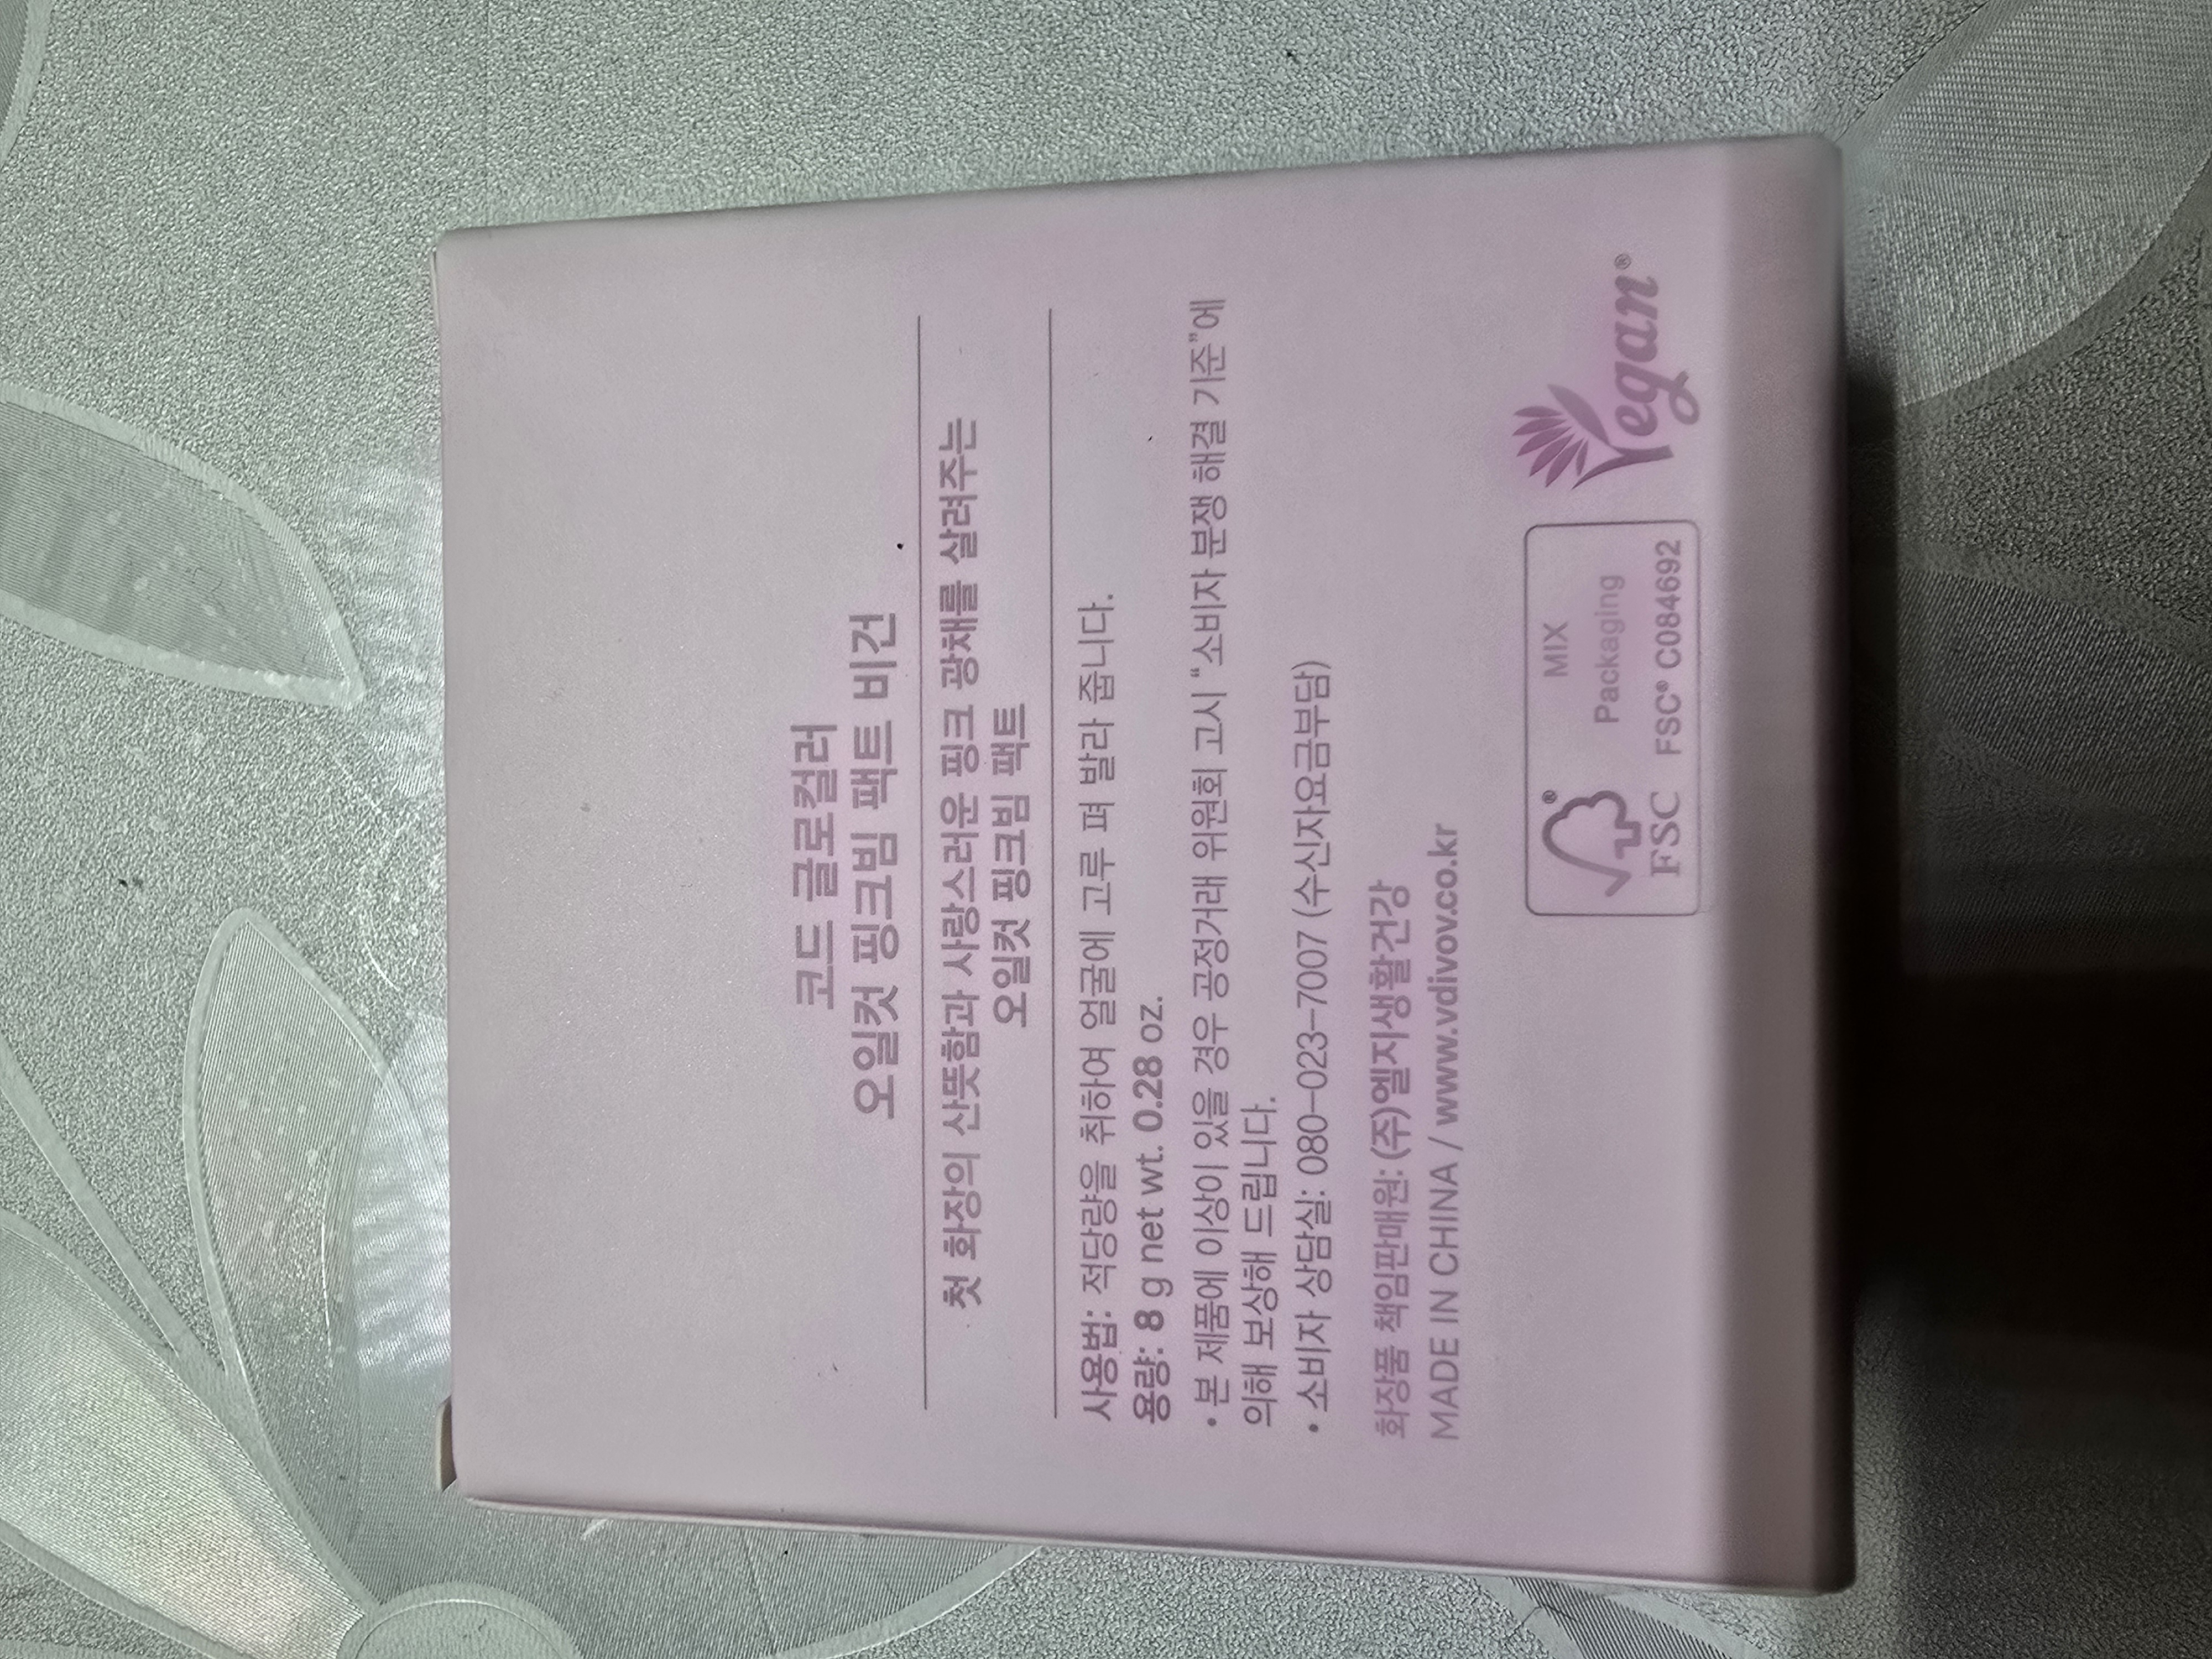 코드 글로컬러
오일컷 핑크빔 팩트 비건
첫 화장의 산뜻함과 사랑스러운 핑크 광채를 살려주는
오일컷 핑크빔 팩트
사용법: 적당량을 취하여 얼굴에 고루 펴 발라 줍니다.
용량: 8 g net wt. 0.28 oz.
• 본 제품에 이상이 있을 경우 공정거래 위원회 고시 “소비자 분쟁 해결 기준”에
의해 보상해 드립니다.
• 소비자 상담실: 080-023-7007 (수신자요금부담)
화장품 책임판매원: (주)엘지생활건강
MADE IN CHINA / www.vdivov.co.kr
FSC®
MIX
Packaging
FSC® C084692
Vegan®